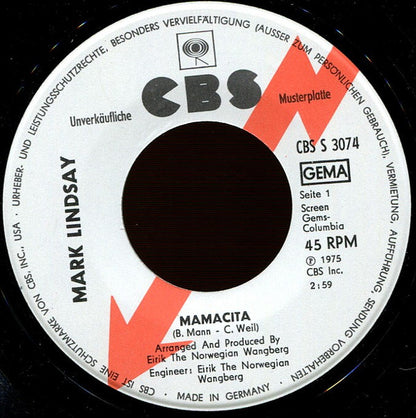 URHEBER- UND LEISTUNGSSCHUTZRECHTE, BESONDERS VERVIELFÄLTIGUNG (AUSSER ZUM PERSÖNLICHEN GEBRAUCH), VERMIETUNG, AUFFÜHRUNG, SENDUNG VORBEHALTEN
CBS IST EINE SCHUTZMARKE VON CBS INC., USA ·
CBS
Unverkäufliche Musterplatte
CBS S 3074
GEMA
Seite 1
Screen
Gems-
Columbia
45 RPM
℗ 1975
CBS Inc.
2:59
MARK LINDSAY
MAMACITA
(B. Mann - C. Weil)
Arranged And Produced By
Eirik The Norwegian Wangberg
Engineer: Eirik The Norwegian
Wangberg
MADE IN GERMANY ·